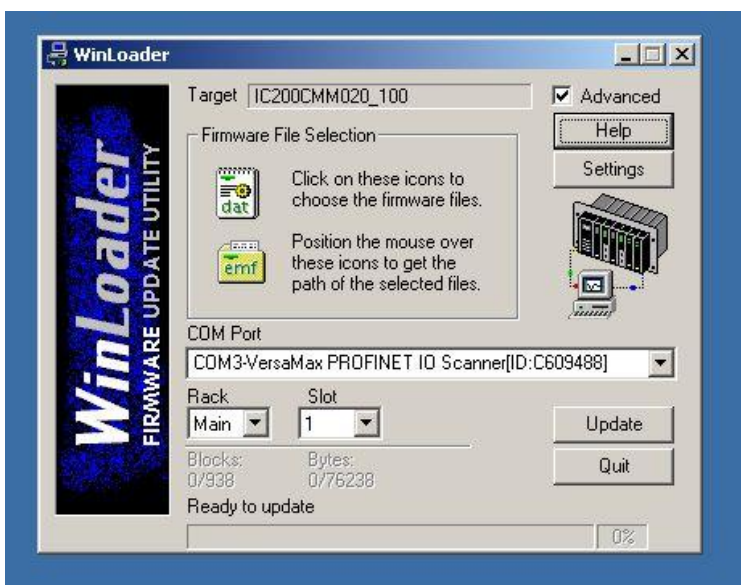 WinLoader
Target IC200CMM020_100
Advanced
Help
Settings
Firmware File Selection
dat
Click on these icons to
choose the firmware files.
emf
Position the mouse over
these icons to get the
path of the selected files.
WinLoader
FIRMWARE UPDATE UTILITY
COM Port
COM3-VersaMax PROFINET IO Scanner[ID:C609488]
Rack Slot
Main 1
Update
Blocks: Bytes:
0/938 0/76238
Quit
Ready to update
0%